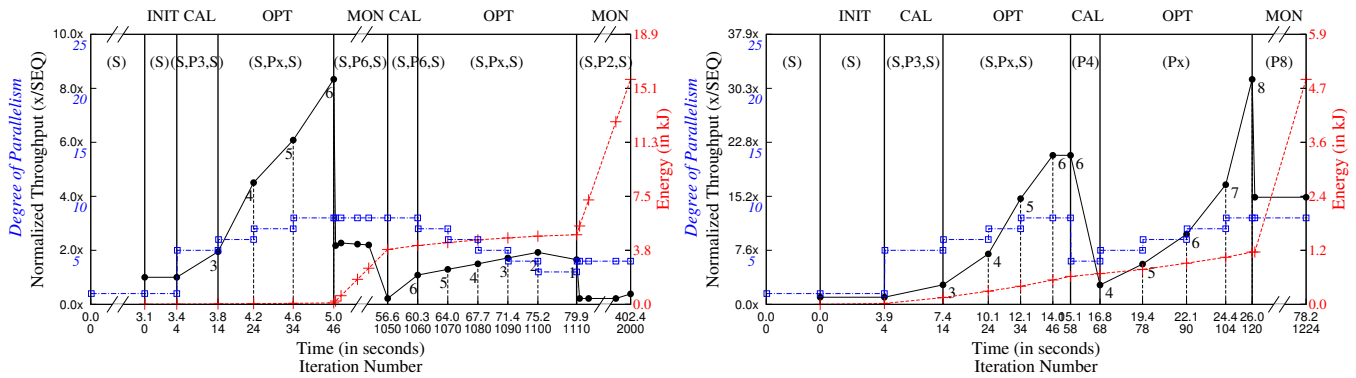 INIT CAL OPT MON CAL OPT MON
10.0x 25 (S) (S) (S,P3,S) (S,Px,S) (S,P6,S) (S,P6,S) (S,Px,S) (S,P2,S) 18.9
8.0x 20 6 15.1
6.0x 15 5 11.3
4.0x 10 4 7.5
2.0x 5 3 6 5 4 3 2 1 3.8
0.0x 0.0
Degree of Parallelism
Normalized Throughput (x/SEQ)
Energy (in kJ)
0.0 3.1 3.4 3.8 4.2 4.6 5.0 56.6 60.3 64.0 67.7 71.4 75.2 79.9 402.4
0 0 4 14 24 34 46 1050 1060 1070 1080 1090 1100 1110 2000
Time (in seconds)
Iteration Number
INIT CAL OPT CAL OPT MON
37.9x 25 (S) (S) (S,P3,S) (S,Px,S) (P4) (Px) (P8) 5.9
30.3x 20 8 4.7
22.8x 15 6 6 3.6
15.2x 10 5 7 2.4
7.6x 5 4 6 5 1.2
3 4
0.0x 0.0
Degree of Parallelism
Normalized Throughput (x/SEQ)
Energy (in kJ)
0.0 0.0 3.9 7.4 10.1 12.1 14.0 15.1 16.8 19.4 22.1 24.4 26.0 78.2
0 0 4 14 24 34 46 58 68 78 90 104 120 1224
Time (in seconds)
Iteration Number